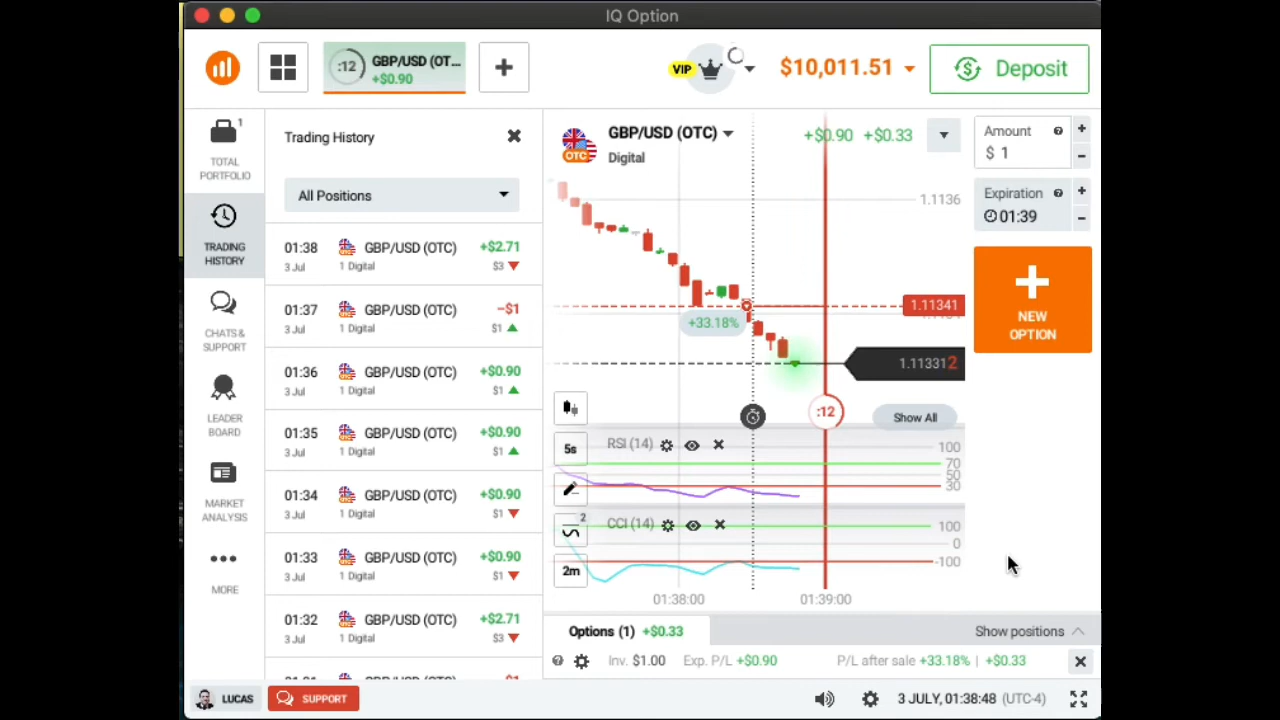 IQ Option
:12
GBP/USD (OT...
+$0.90
VIP
$10,011.51
Deposit
1
TOTAL
PORTFOLIO
TRADING
HISTORY
CHATS &
SUPPORT
LEADER
BOARD
MARKET
ANALYSIS
MORE
Trading History
All Positions
01:38 GBP/USD (OTC) +$2.71
3 Jul 1 Digital $3
01:37 GBP/USD (OTC) −$1
3 Jul 1 Digital $1
01:36 GBP/USD (OTC) +$0.90
3 Jul 1 Digital $1
01:35 GBP/USD (OTC) +$0.90
3 Jul 1 Digital $1
01:34 GBP/USD (OTC) +$0.90
3 Jul 1 Digital $1
01:33 GBP/USD (OTC) +$0.90
3 Jul 1 Digital $1
01:32 GBP/USD (OTC) +$2.71
3 Jul 1 Digital $3
OTC
GBP/USD (OTC)
Digital
+$0.90 +$0.33
1.1136
1.11341
+33.18%
1.113312
:12
Show All
5s
RSI (14)
100
70
50
30
2
CCI (14)
100
0
-100
2m
01:38:00
01:39:00
Amount
$ 1
Expiration
01:39
NEW
OPTION
Options (1) +$0.33
Show positions
Inv. $1.00 Exp. P/L +$0.90 P/L after sale +33.18% | +$0.33
LUCAS
SUPPORT
3 JULY, 01:38:48 (UTC-4)